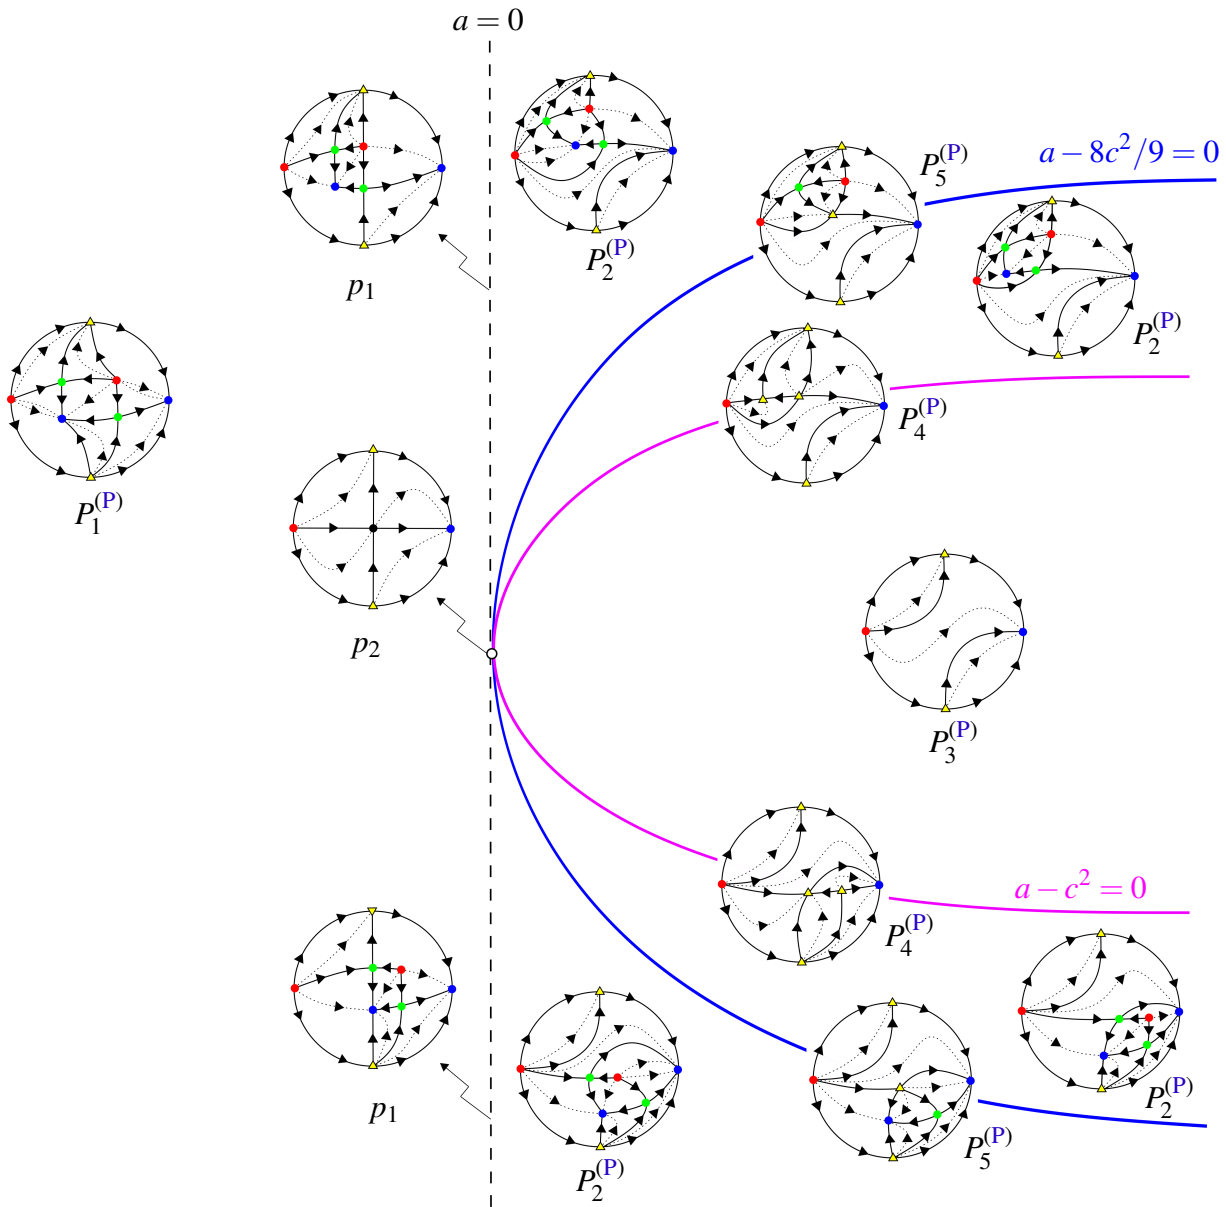 a = 0
a − 8c²/9 = 0
P₅⁽ᴾ⁾
P₂⁽ᴾ⁾
p₁
P₂⁽ᴾ⁾
P₄⁽ᴾ⁾
P₁⁽ᴾ⁾
p₂
P₃⁽ᴾ⁾
a − c² = 0
P₄⁽ᴾ⁾
P₂⁽ᴾ⁾
p₁
P₅⁽ᴾ⁾
P₂⁽ᴾ⁾